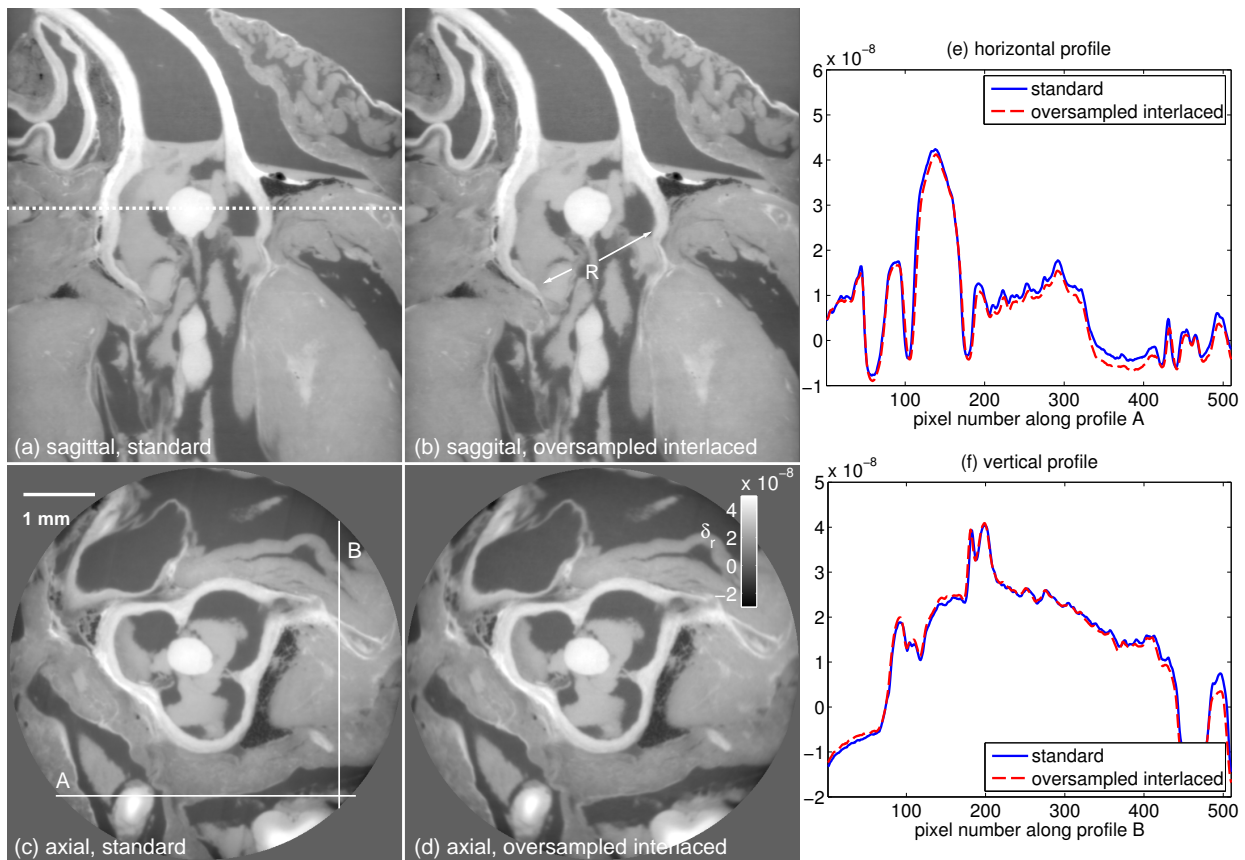 (a) sagittal, standard
R
(b) saggital, oversampled interlaced
1 mm
B
A
(c) axial, standard
x 10⁻⁸
δr
4
2
0
−2
(d) axial, oversampled interlaced
(e) horizontal profile
x 10⁻⁸
6
5
4
3
2
1
0
−1
standard
oversampled interlaced
100 200 300 400 500
pixel number along profile A
(f) vertical profile
x 10⁻⁸
5
4
3
2
1
0
−1
−2
standard
oversampled interlaced
100 200 300 400 500
pixel number along profile B